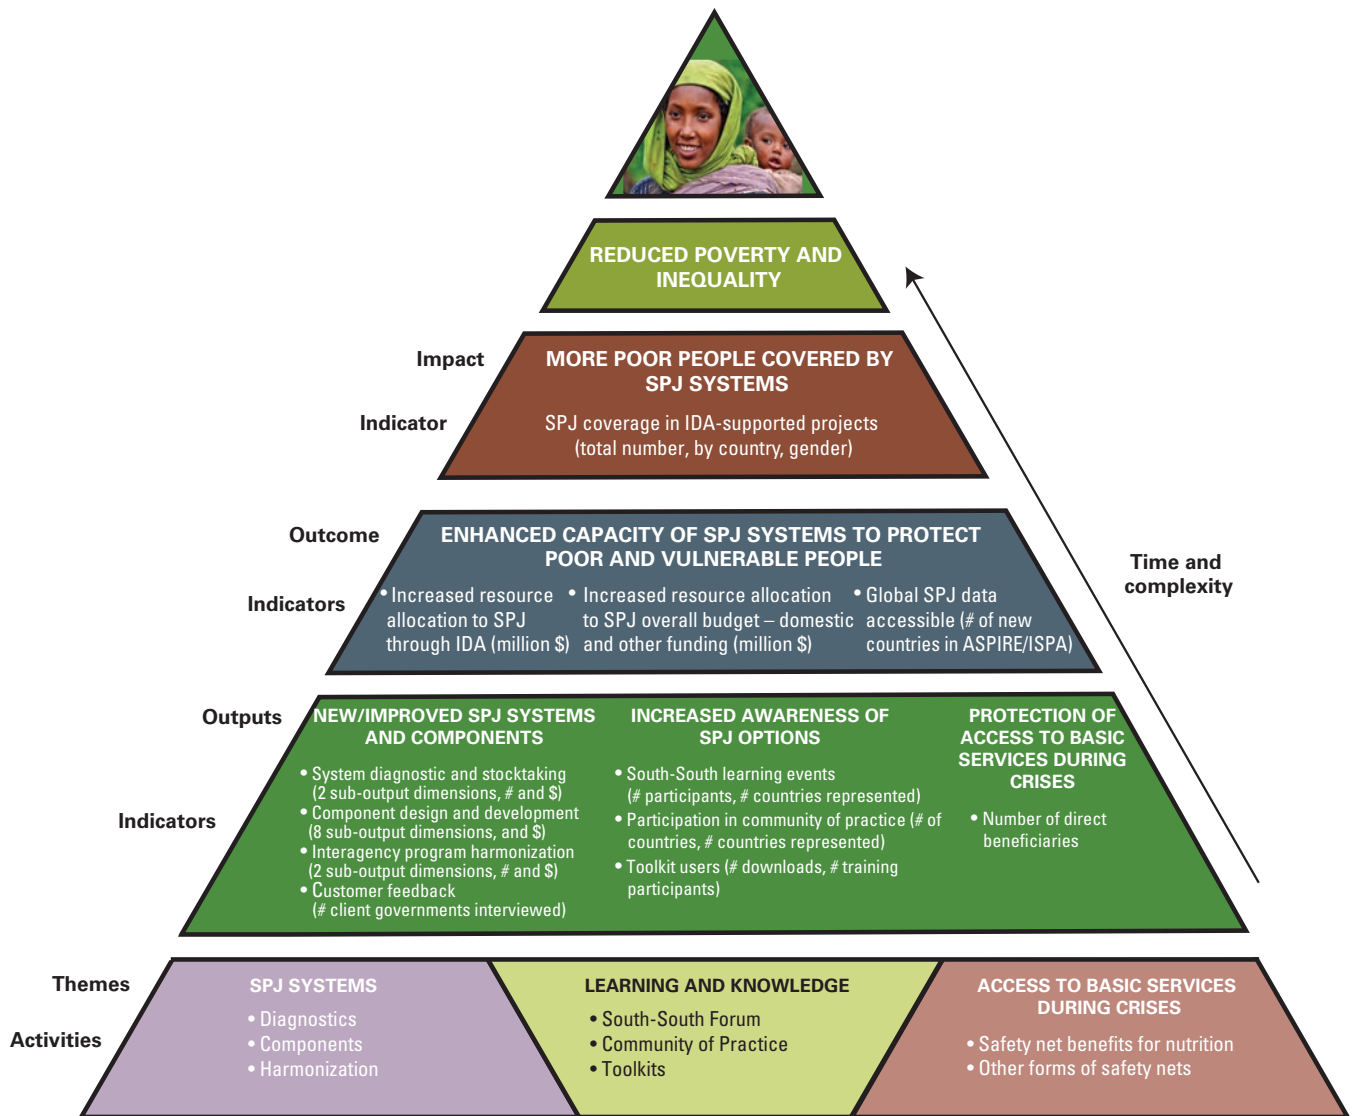 REDUCED POVERTY AND
INEQUALITY
Impact
MORE POOR PEOPLE COVERED BY
SPJ SYSTEMS
Indicator
SPJ coverage in IDA-supported projects
(total number, by country, gender)
Outcome
ENHANCED CAPACITY OF SPJ SYSTEMS TO PROTECT
POOR AND VULNERABLE PEOPLE
Indicators
• Increased resource
allocation to SPJ
through IDA (million $)
• Increased resource allocation
to SPJ overall budget – domestic
and other funding (million $)
• Global SPJ data
accessible (# of new
countries in ASPIRE/ISPA)
Time and
complexity
Outputs
NEW/IMPROVED SPJ SYSTEMS
AND COMPONENTS
Indicators
• System diagnostic and stocktaking
(2 sub-output dimensions, # and $)
• Component design and development
(8 sub-output dimensions, and $)
• Interagency program harmonization
(2 sub-output dimensions, # and $)
• Customer feedback
(# client governments interviewed)
INCREASED AWARENESS OF
SPJ OPTIONS
• South-South learning events
(# participants, # countries represented)
• Participation in community of practice (# of
countries, # countries represented)
• Toolkit users (# downloads, # training
participants)
PROTECTION OF
ACCESS TO BASIC
SERVICES DURING
CRISES
• Number of direct
beneficiaries
Themes
SPJ SYSTEMS
Activities
• Diagnostics
• Components
• Harmonization
LEARNING AND KNOWLEDGE
• South-South Forum
• Community of Practice
• Toolkits
ACCESS TO BASIC SERVICES
DURING CRISES
• Safety net benefits for nutrition
• Other forms of safety nets